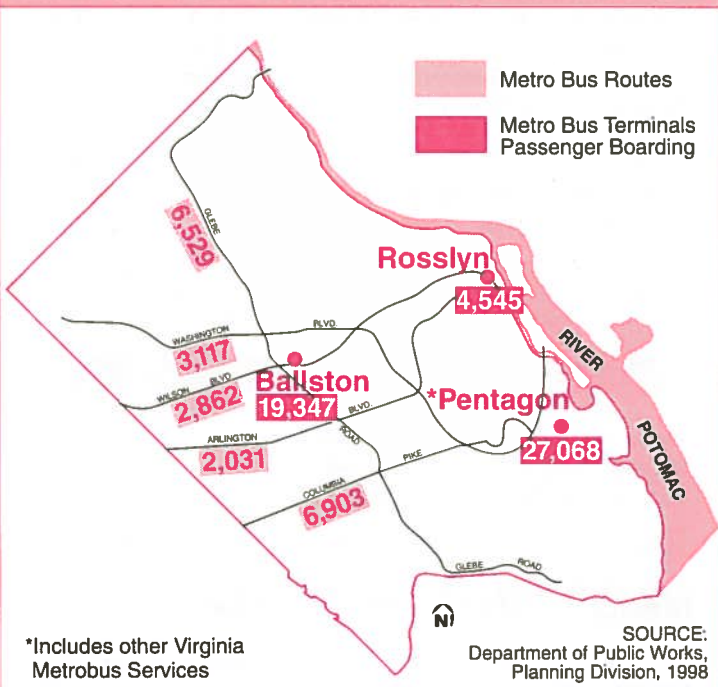 Metro Bus Routes
Metro Bus Terminals
Passenger Boarding
GLEBE
6,529
Rosslyn
4,545
RIVER
POTOMAC
WASHINGTON BLVD.
3,117
WILSON BLVD
2,862
Ballston
19,347
*Pentagon
27,068
ARLINGTON BLVD.
2,031
ROAD
COLUMBIA PIKE
6,903
GLEBE ROAD
N
*Includes other Virginia
Metrobus Services
SOURCE:
Department of Public Works,
Planning Division, 1998